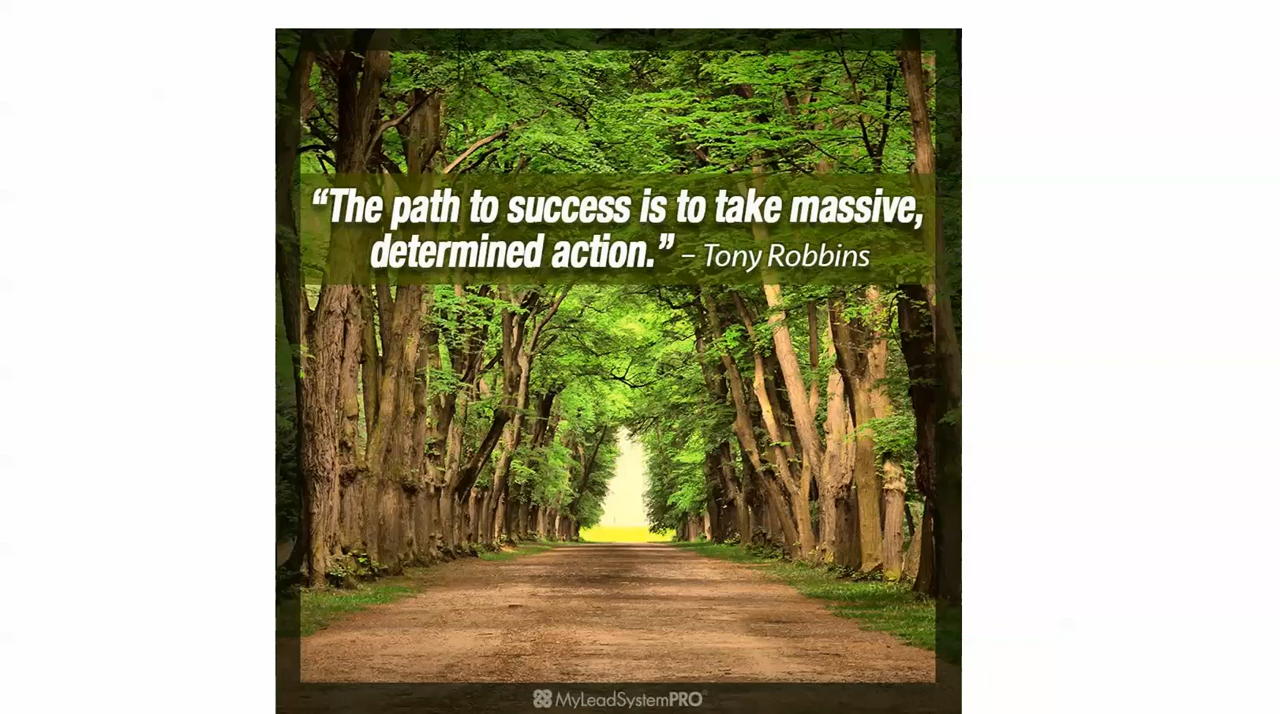 “The path to success is to take massive,
determined action.” – Tony Robbins
MyLeadSystemPRO